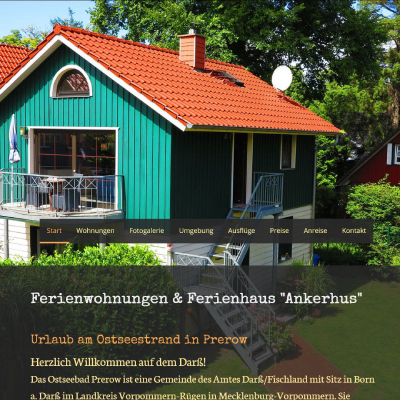 Start Wohnungen Fotogalerie Umgebung Ausflüge Preise Anreise Kontakt
Ferienwohnungen & Ferienhaus "Ankerhus"
Urlaub am Ostseestrand in Prerow
Herzlich Willkommen auf dem Darß!
Das Ostseebad Prerow ist eine Gemeinde des Amtes Darß/Fischland mit Sitz in Born
a. Darß im Landkreis Vorpommern-Rügen in Mecklenburg-Vorpommern. Sie